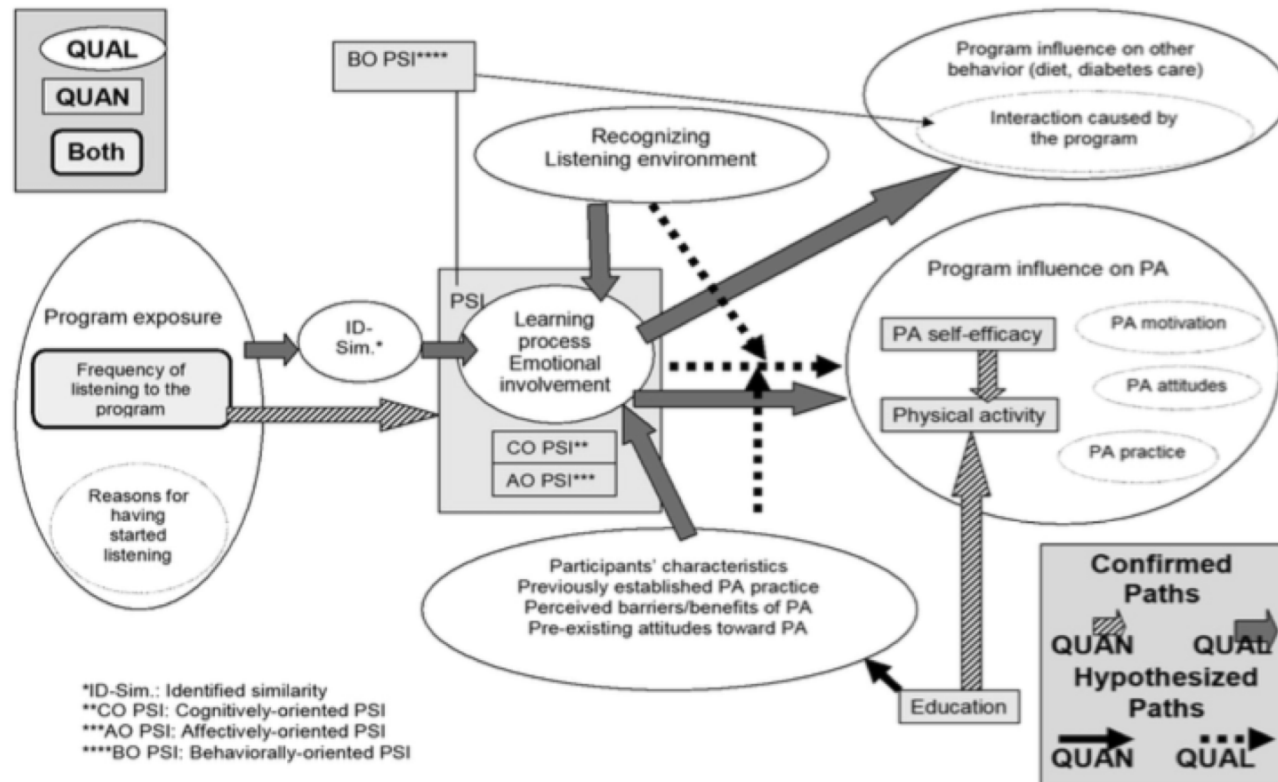 QUAL
QUAN
Both
BO PSI****
Recognizing
Listening environment
Program influence on other
behavior (diet, diabetes care)
Interaction caused by
the program
Program exposure
Frequency of
listening to the
program
Reasons for
having
started
listening
ID-
Sim.*
PSI
Learning
process
Emotional
involvement
CO PSI**
AO PSI***
Program influence on PA
PA self-efficacy
Physical activity
PA motivation
PA attitudes
PA practice
Participants' characteristics
Previously established PA practice
Perceived barriers/benefits of PA
Pre-existing attitudes toward PA
Education
*ID-Sim.: Identified similarity
**CO PSI: Cognitively-oriented PSI
***AO PSI: Affectively-oriented PSI
****BO PSI: Behaviorally-oriented PSI
Confirmed
Paths
QUAN QUAL
Hypothesized
Paths
QUAN QUAL